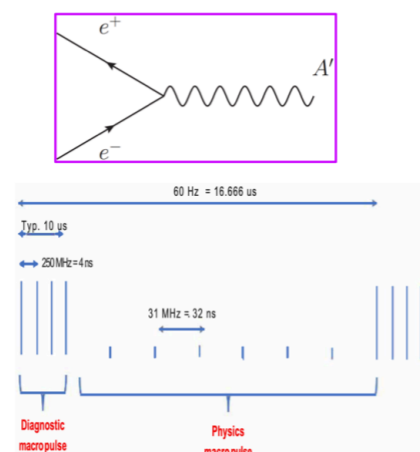 e+
A′
e−
60 Hz = 16.666 us
Typ. 10 us
250 MHz = 4 ns
31 MHz = 32 ns
Diagnostic
macropulse
Physics
macropulse